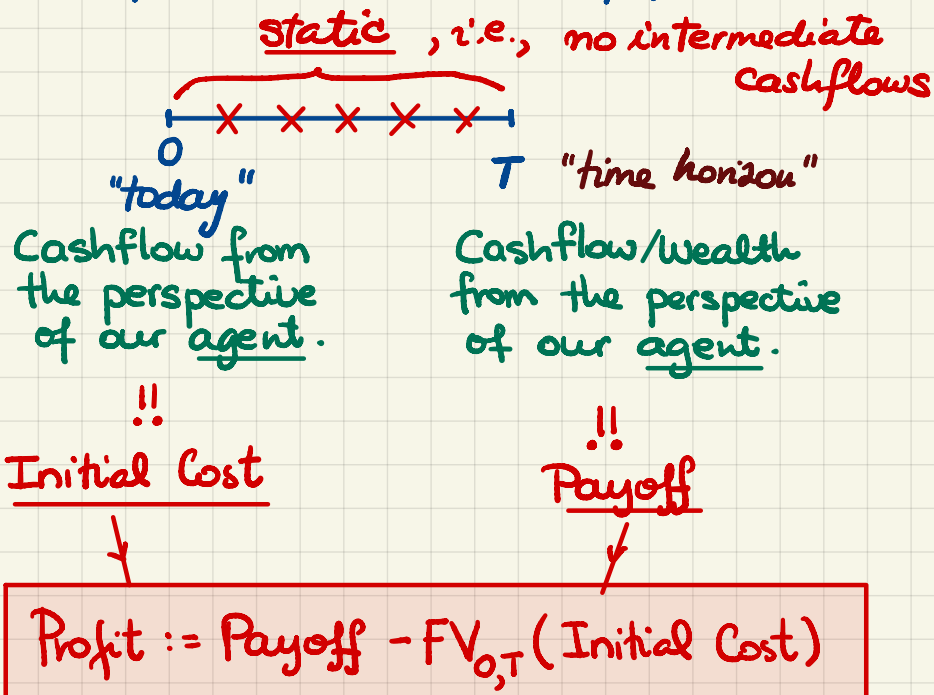 static , i.e., no intermediate
cashflows
0
T "time horizon"
"today"
Cashflow from
the perspective
of our agent.
Cashflow/Wealth
from the perspective
of our agent.
!!
!!
Initial Cost
Payoff
Profit := Payoff - FV0,T (Initial Cost)